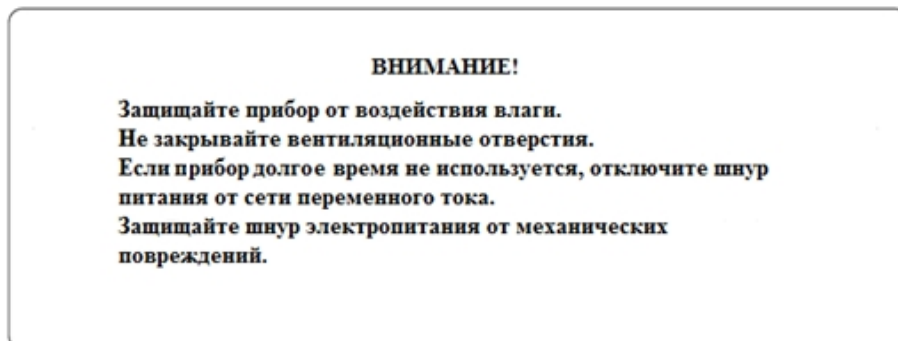 ВНИМАНИЕ!
Защищайте прибор от воздействия влаги.
Не закрывайте вентиляционные отверстия.
Если прибор долгое время не используется, отключите шнур
питания от сети переменного тока.
Защищайте шнур электропитания от механических
повреждений.